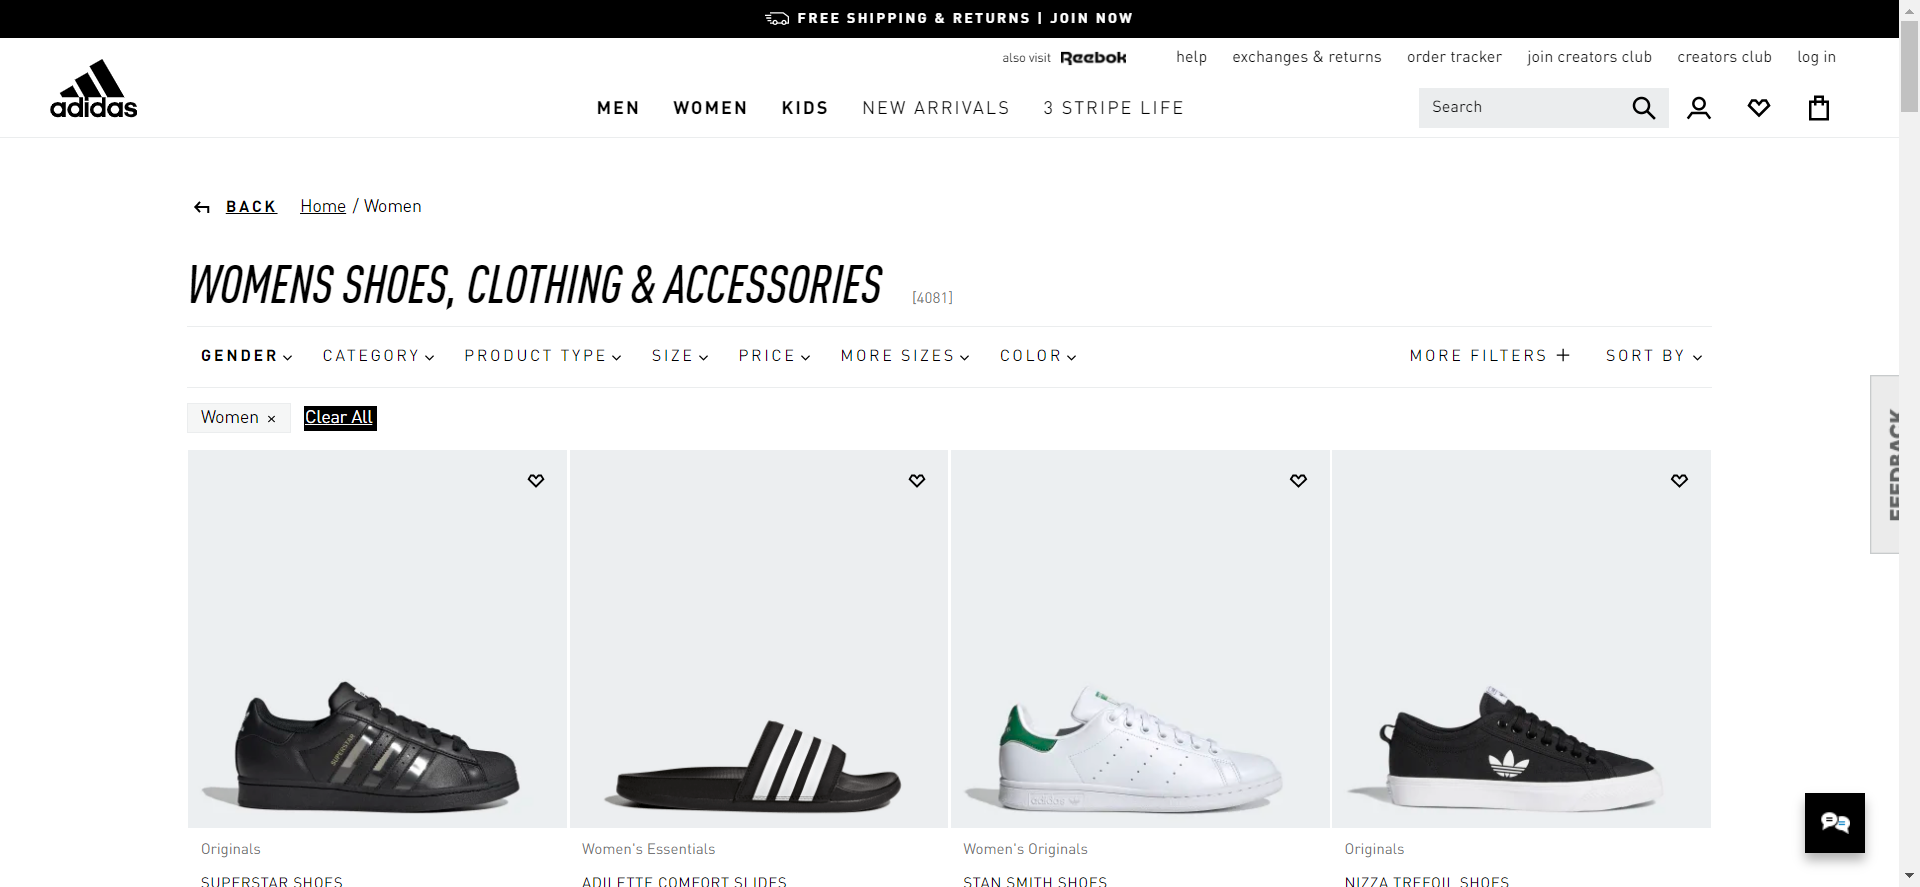 FREE SHIPPING & RETURNS | JOIN NOW
also visit Reebok help exchanges & returns order tracker join creators club creators club log in
adidas
MEN WOMEN KIDS NEW ARRIVALS 3 STRIPE LIFE Search
BACK Home / Women
WOMENS SHOES, CLOTHING & ACCESSORIES [4081]
GENDER CATEGORY PRODUCT TYPE SIZE PRICE MORE SIZES COLOR MORE FILTERS + SORT BY
Women × Clear All
FEEDBACK
SUPERSTAR
adidas
Originals Women's Essentials Women's Originals Originals
SUPERSTAR SHOES ADILETTE COMFORT SLIDES STAN SMITH SHOES NIZZA TREFOIL SHOES